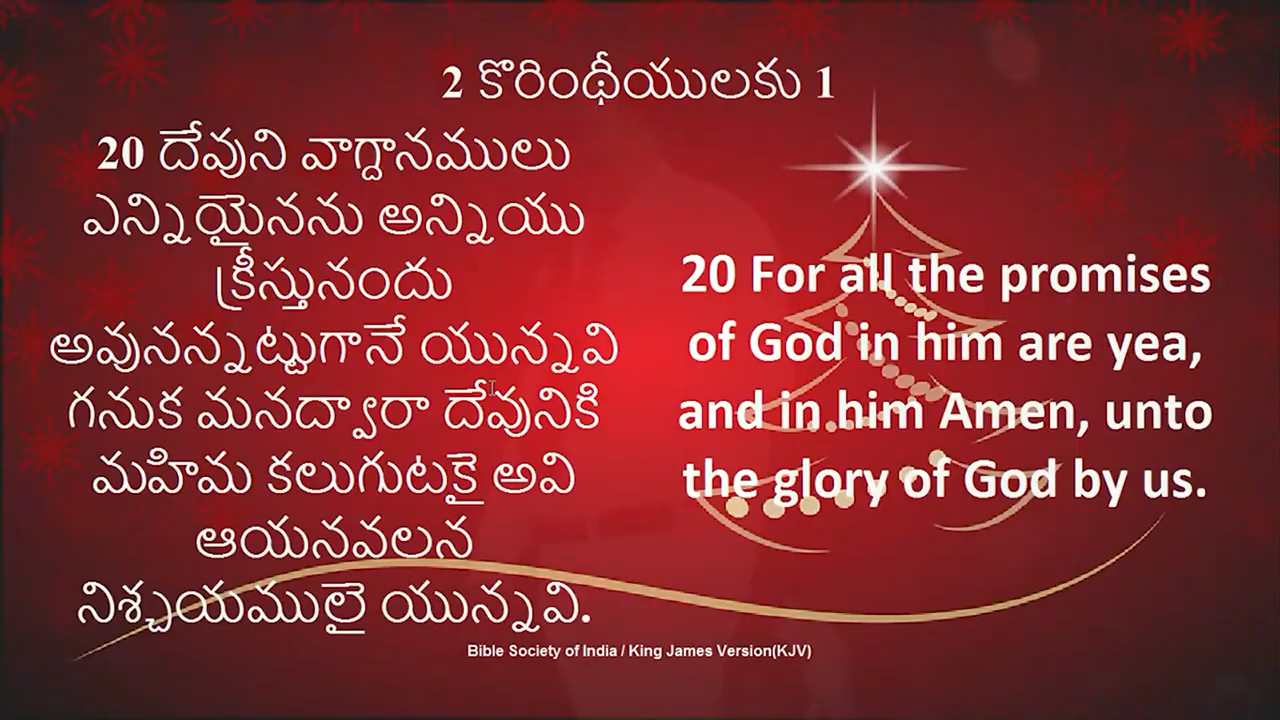 2 కొరింథీయులకు 1
20 దేవుని వాగ్దానములు
ఎన్నియైనను అన్నియు
క్రీస్తునందు
అవునన్నట్టుగానే యున్నవి
గనుక మనద్వారా దేవునికి
మహిమ కలుగుటకై అవి
ఆయనవలన
నిశ్చయములై యున్నవి.
20 For all the promises
of God in him are yea,
and in him Amen, unto
the glory of God by us.
Bible Society of India / King James Version(KJV)